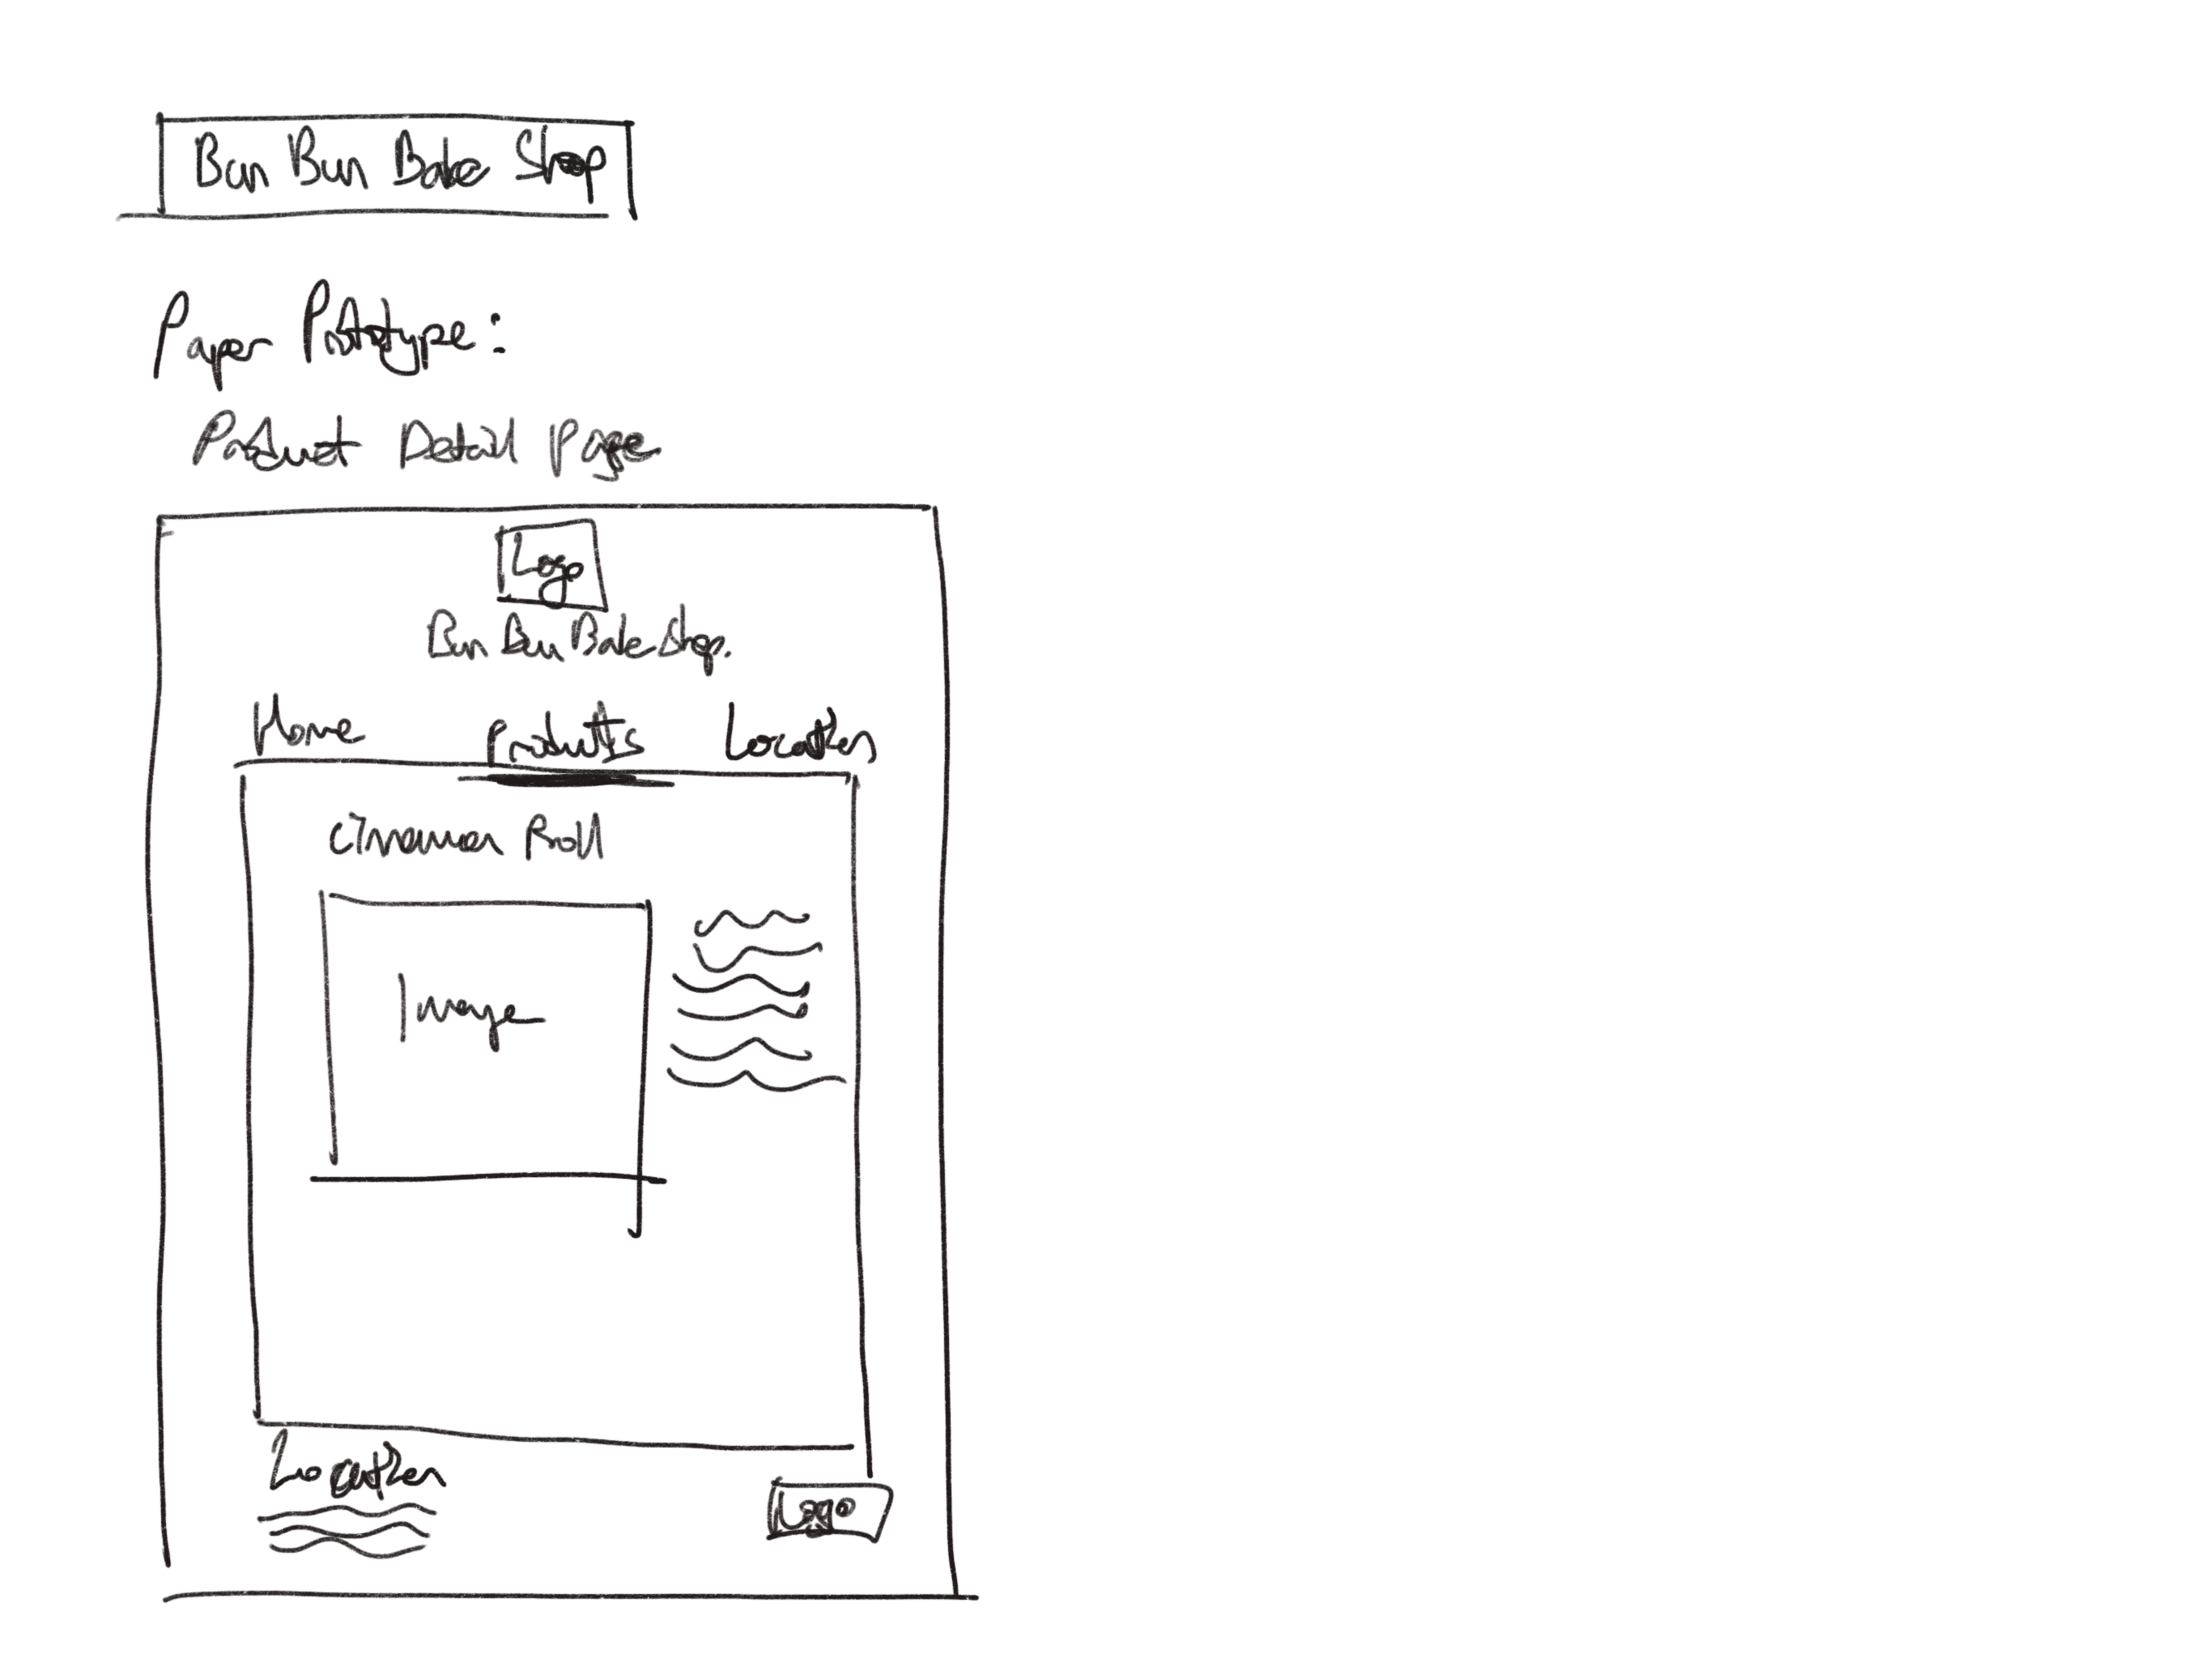 Bun Bun Bake Shop
Paper Prototype:
Product Detail Page
Logo
Bun Bun Bake Shop.
Home Products Location
Cinnamon Roll
Image
Location
Logo